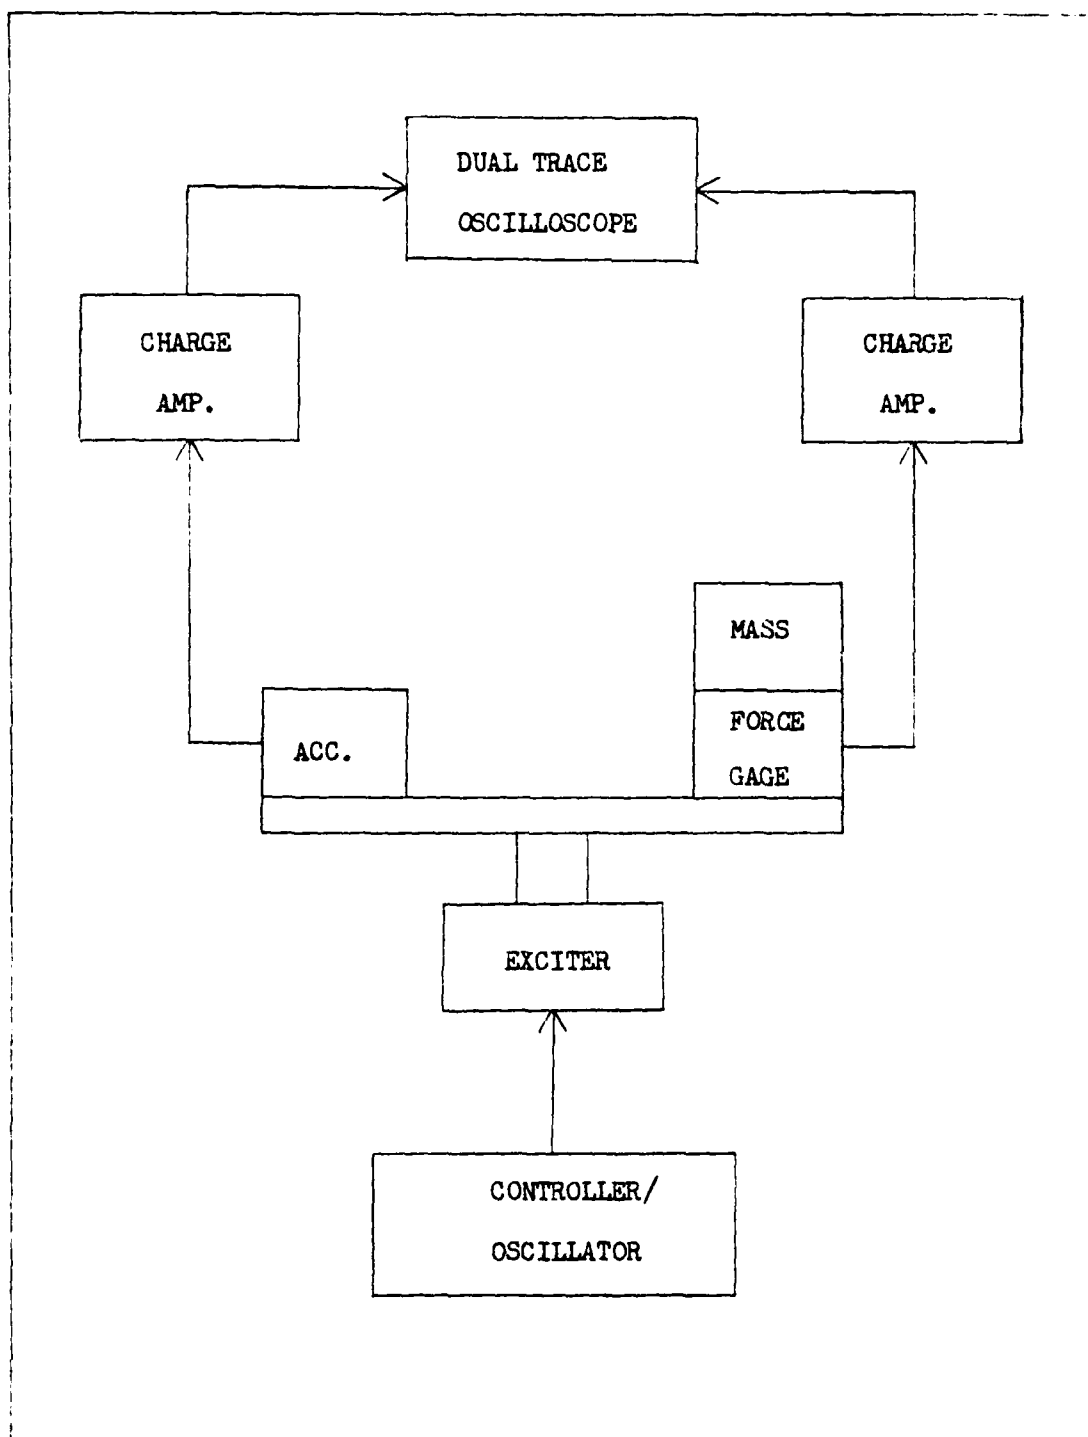 DUAL TRACE
OSCILLOSCOPE
CHARGE
AMP.
CHARGE
AMP.
MASS
FORCE
GAGE
ACC.
EXCITER
CONTROLLER/
OSCILLATOR